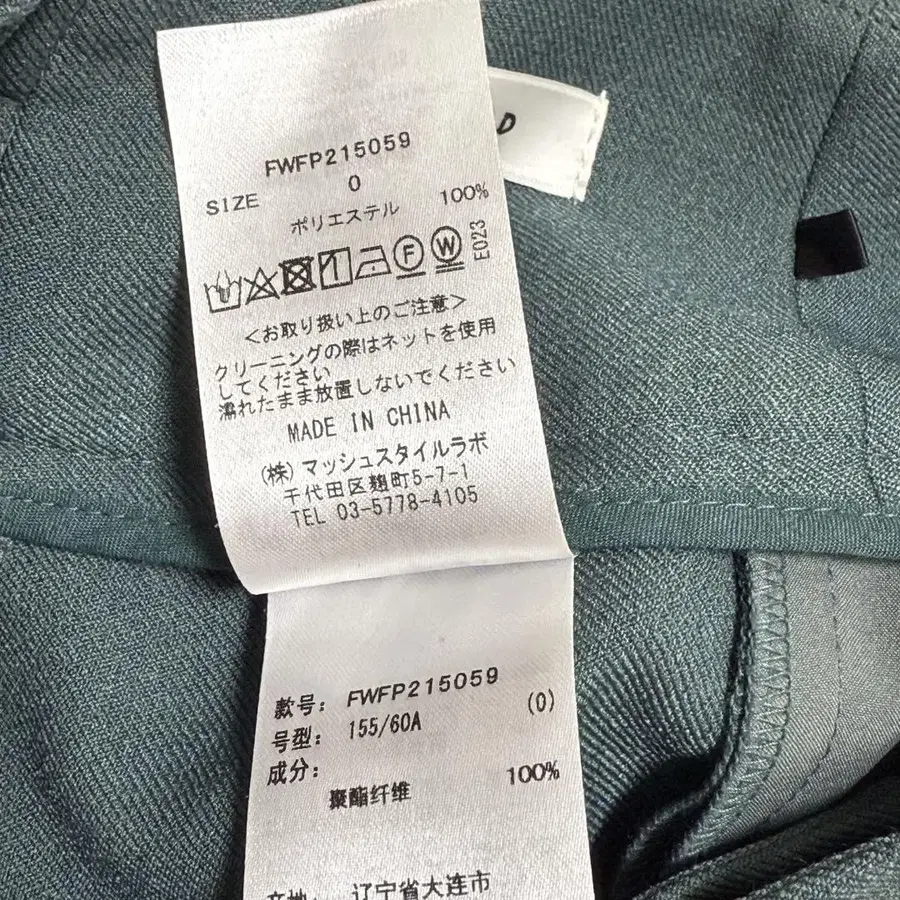 D
FWFP215059
SIZE 0
ポリエステル 100%
F W E023
<お取り扱い上のご注意>
クリーニングの際はネットを使用
してください
濡れたまま放置しないでください
MADE IN CHINA
(株)マッシュスタイルラボ
千代田区麹町5-7-1
TEL 03-5778-4105
款号: FWFP215059
号型: 155/60A (0)
成分:
聚酯纤维 100%
产地: 辽宁省大连市